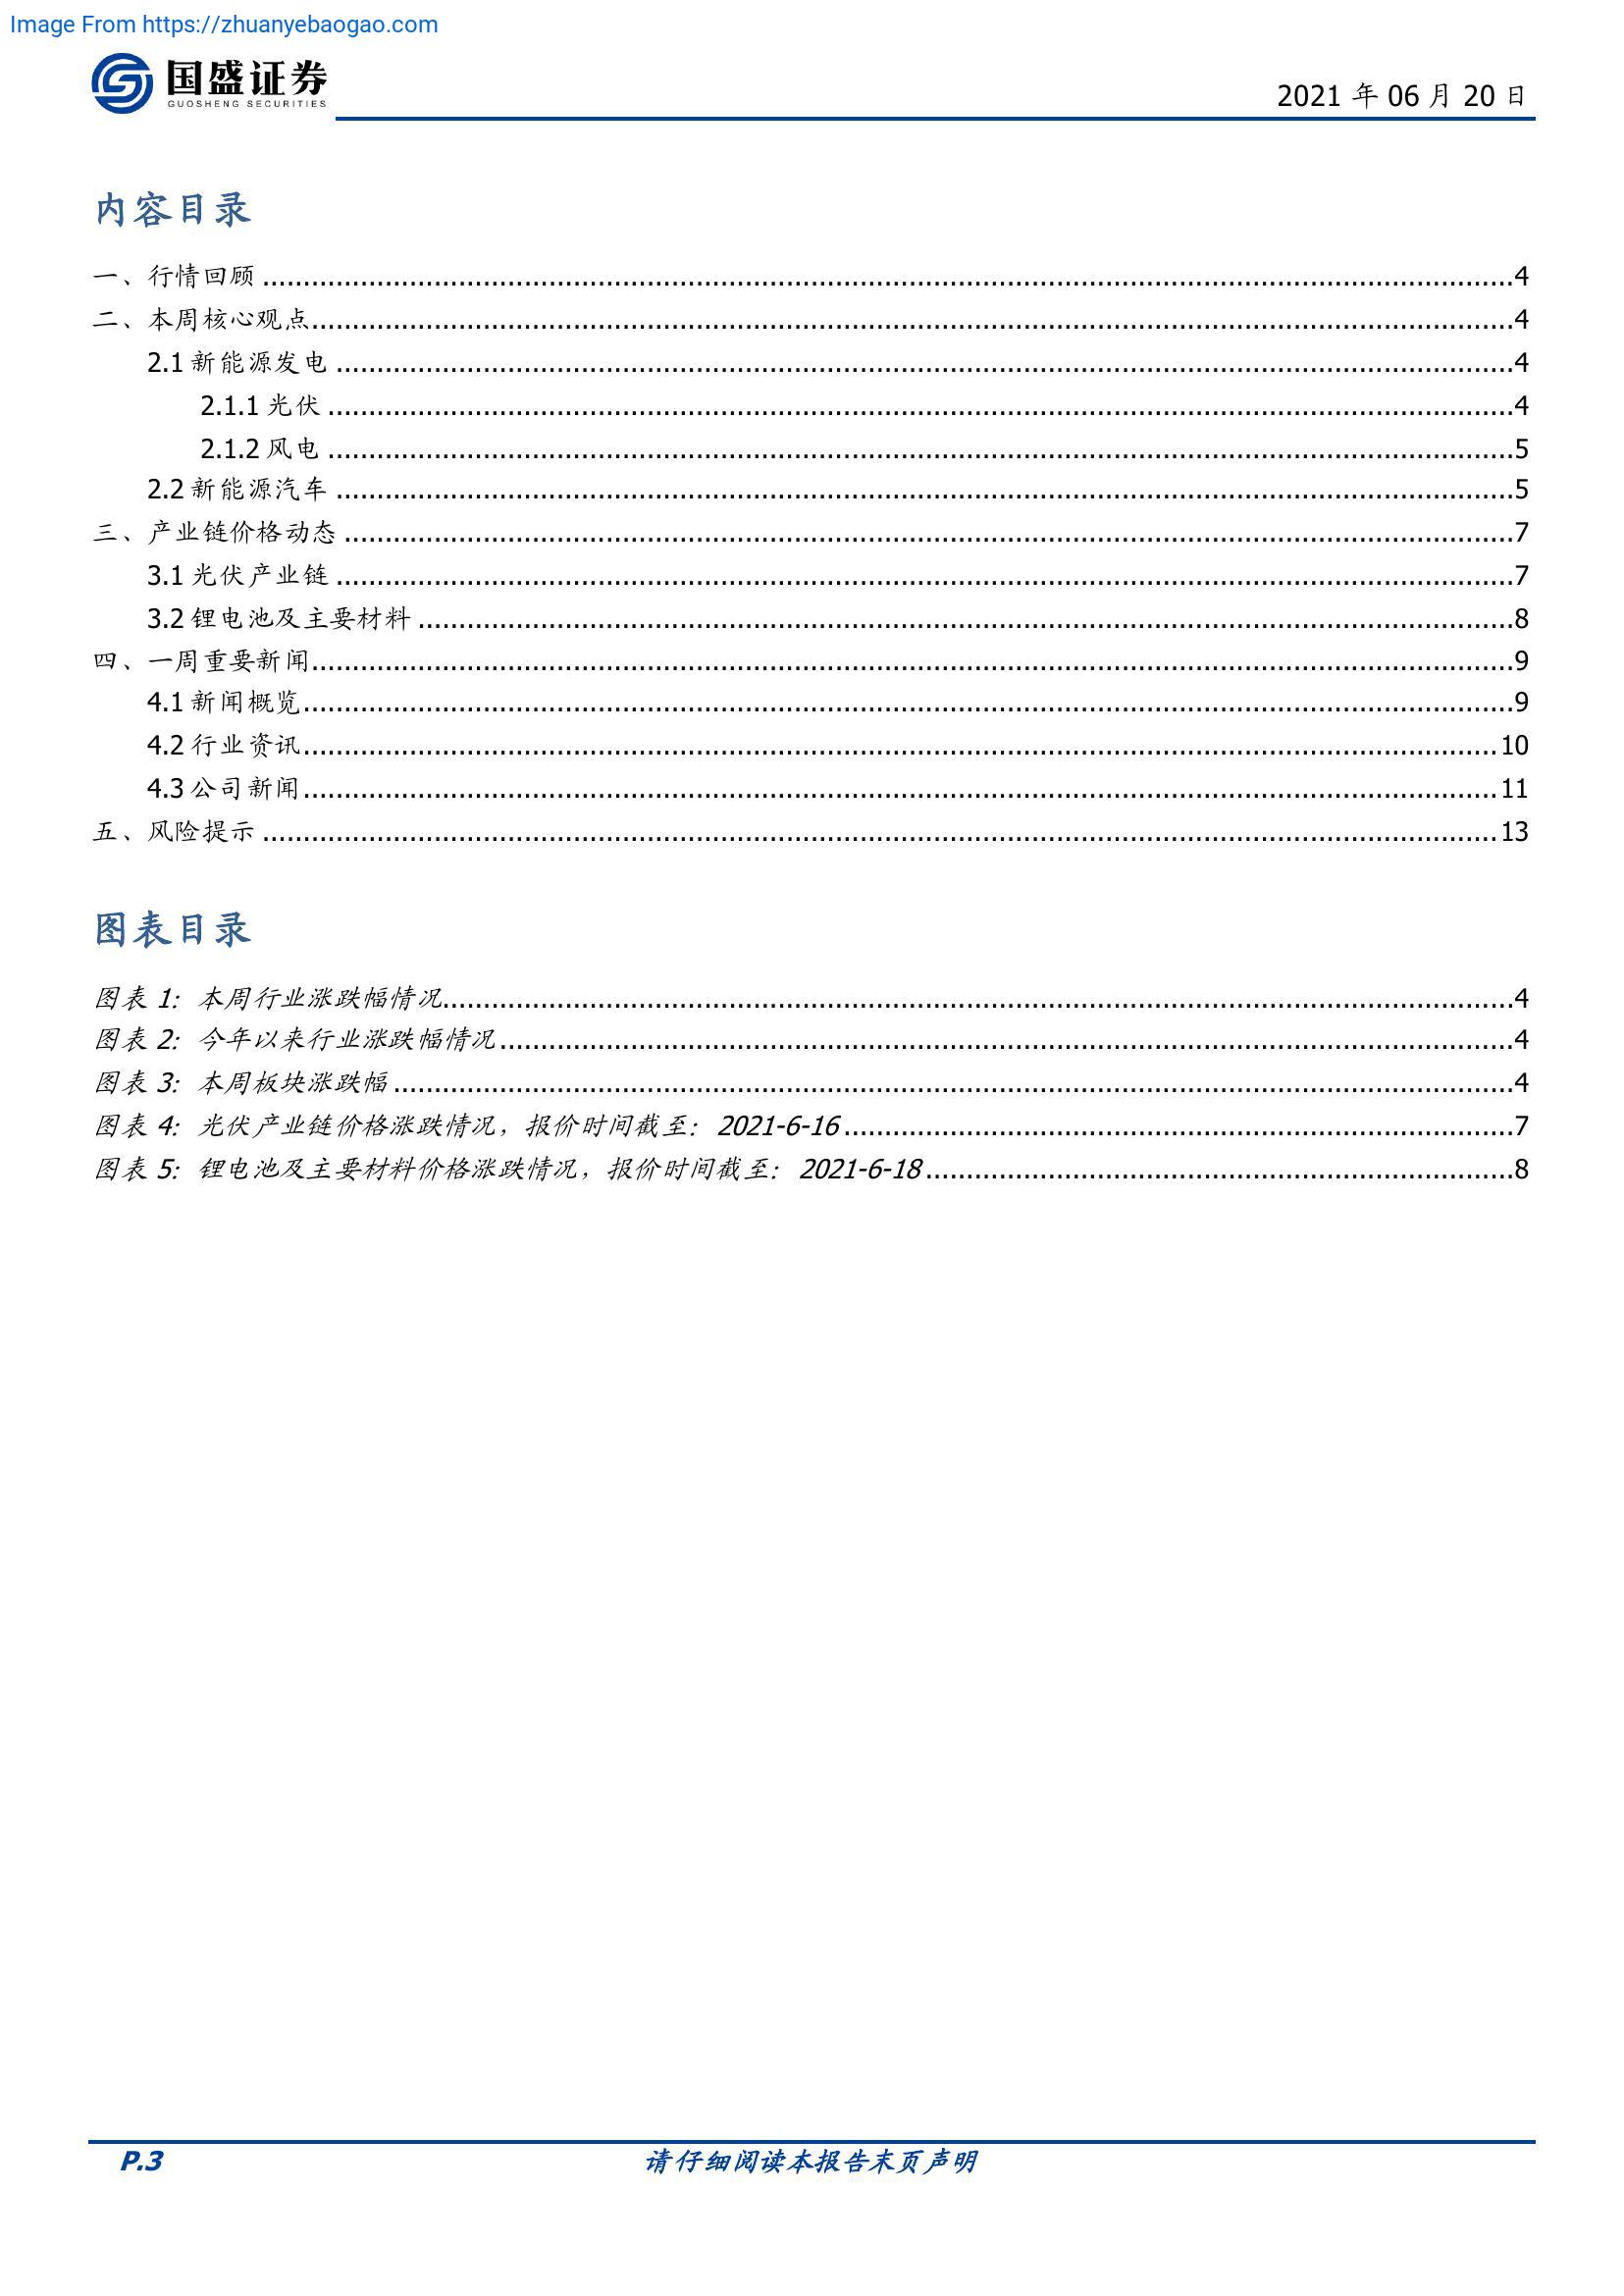 Image From https://zhuanyebaogao.com
国盛证券
GUOSHENG SECURITIES
2021 年 06 月 20 日
内容目录
一、行情回顾 ........ 4
二、本周核心观点 ........ 4
2.1 新能源发电 ........ 4
2.1.1 光伏 ........ 4
2.1.2 风电 ........ 5
2.2 新能源汽车 ........ 5
三、产业链价格动态 ........ 7
3.1 光伏产业链 ........ 7
3.2 锂电池及主要材料 ........ 8
四、一周重要新闻 ........ 9
4.1 新闻概览 ........ 9
4.2 行业资讯 ........ 10
4.3 公司新闻 ........ 11
五、风险提示 ........ 13
图表目录
图表 1: 本周行业涨跌幅情况 ........ 4
图表 2: 今年以来行业涨跌幅情况 ........ 4
图表 3: 本周板块涨跌幅 ........ 4
图表 4: 光伏产业链价格涨跌情况，报价时间截至: 2021-6-16 ........ 7
图表 5: 锂电池及主要材料价格涨跌情况，报价时间截至: 2021-6-18 ........ 8
P.3
请仔细阅读本报告末页声明